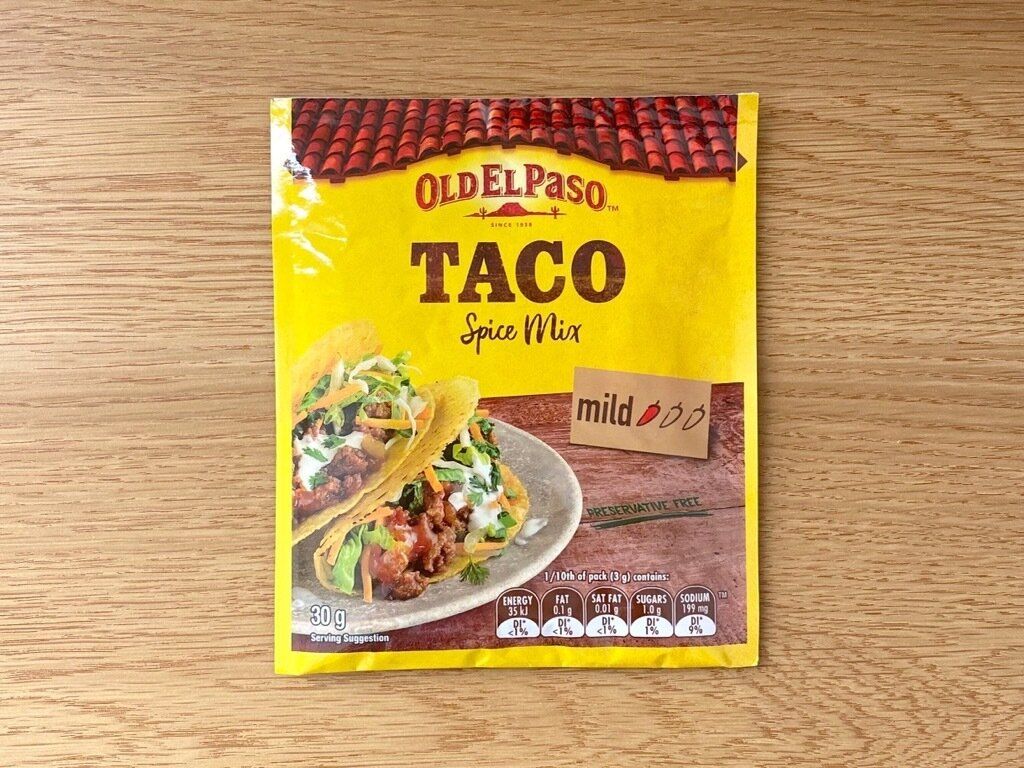 OLD EL PASO™
SINCE 1938
TACO
Spice Mix
mild
PRESERVATIVE FREE
1/10th of pack (3 g) contains:
ENERGY 35 kJ DI* <1%
FAT 0.1 g DI* <1%
SAT FAT 0.01 g DI* <1%
SUGARS 1.0 g DI* 1%
SODIUM 199 mg DI* 9%
™
30 g
Serving Suggestion